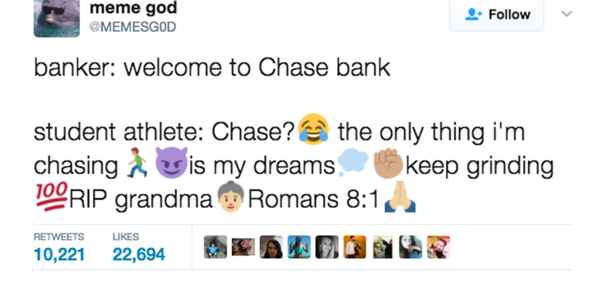 meme god
@MEMESG0D
Follow
banker: welcome to Chase bank
student athlete: Chase?😂 the only thing i'm
chasing🏃😈is my dreams💭✊🏽keep grinding
💯RIP grandma👵🏼Romans 8:1🙏🏼
RETWEETS LIKES
10,221 22,694